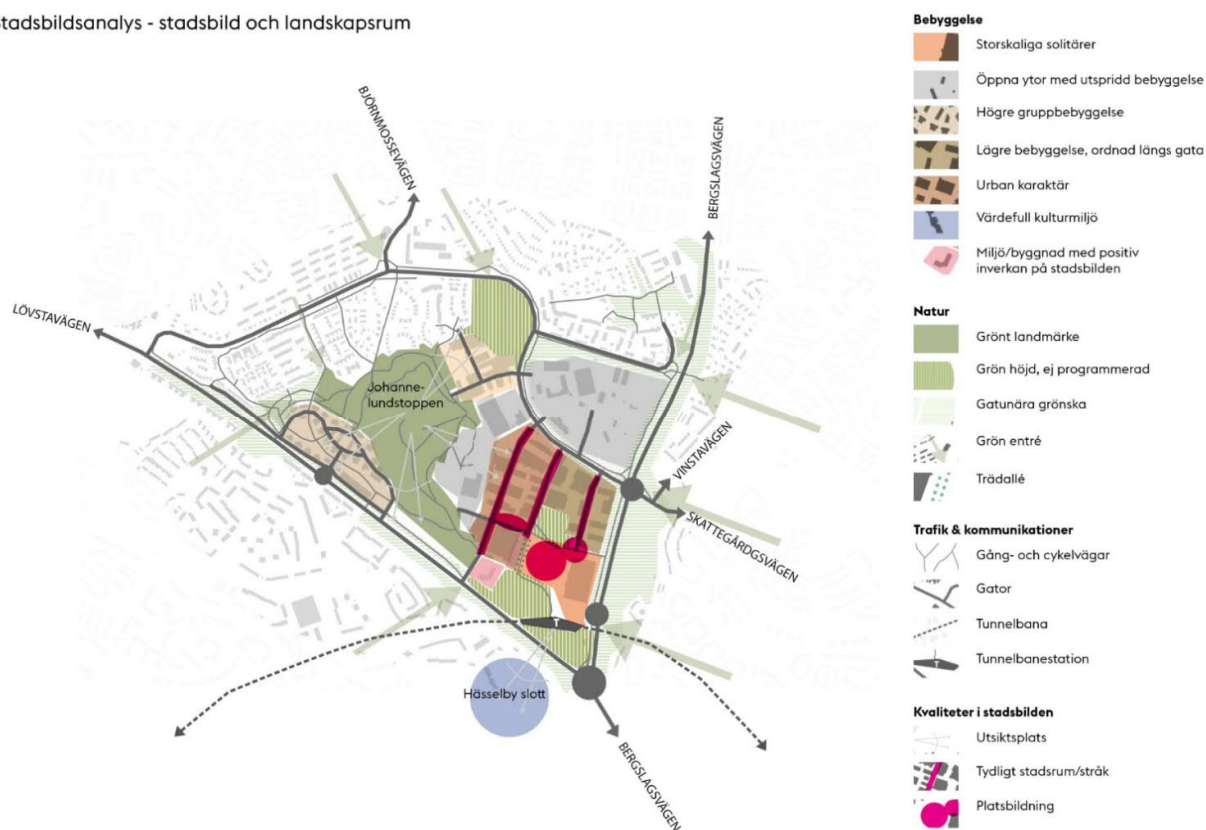 stadsbildsanalys - stadsbild och landskapsrum
BJÖRNMOSSEVÄGEN
BERGSLAGSVÄGEN
LÖVSTAVÄGEN
Johanne-
lundstoppen
VINSTAVÄGEN
SKATTEGÅRDGSVÄGEN
T
Hässelby slott
BERGSLAGSVÄGEN
Bebyggelse
Storskaliga solitärer
Öppna ytor med utspridd bebyggelse
Högre gruppbebyggelse
Lägre bebyggelse, ordnad längs gata
Urban karaktär
Värdefull kulturmiljö
Miljö/byggnad med positiv
inverkan på stadsbilden
Natur
Grönt landmärke
Grön höjd, ej programmerad
Gatunära grönska
Grön entré
Trädallé
Trafik & kommunikationer
Gång- och cykelvägar
Gator
Tunnelbana
T
Tunnelbanestation
Kvaliteter i stadsbilden
Utsiktsplats
Tydligt stadsrum/stråk
Platsbildning